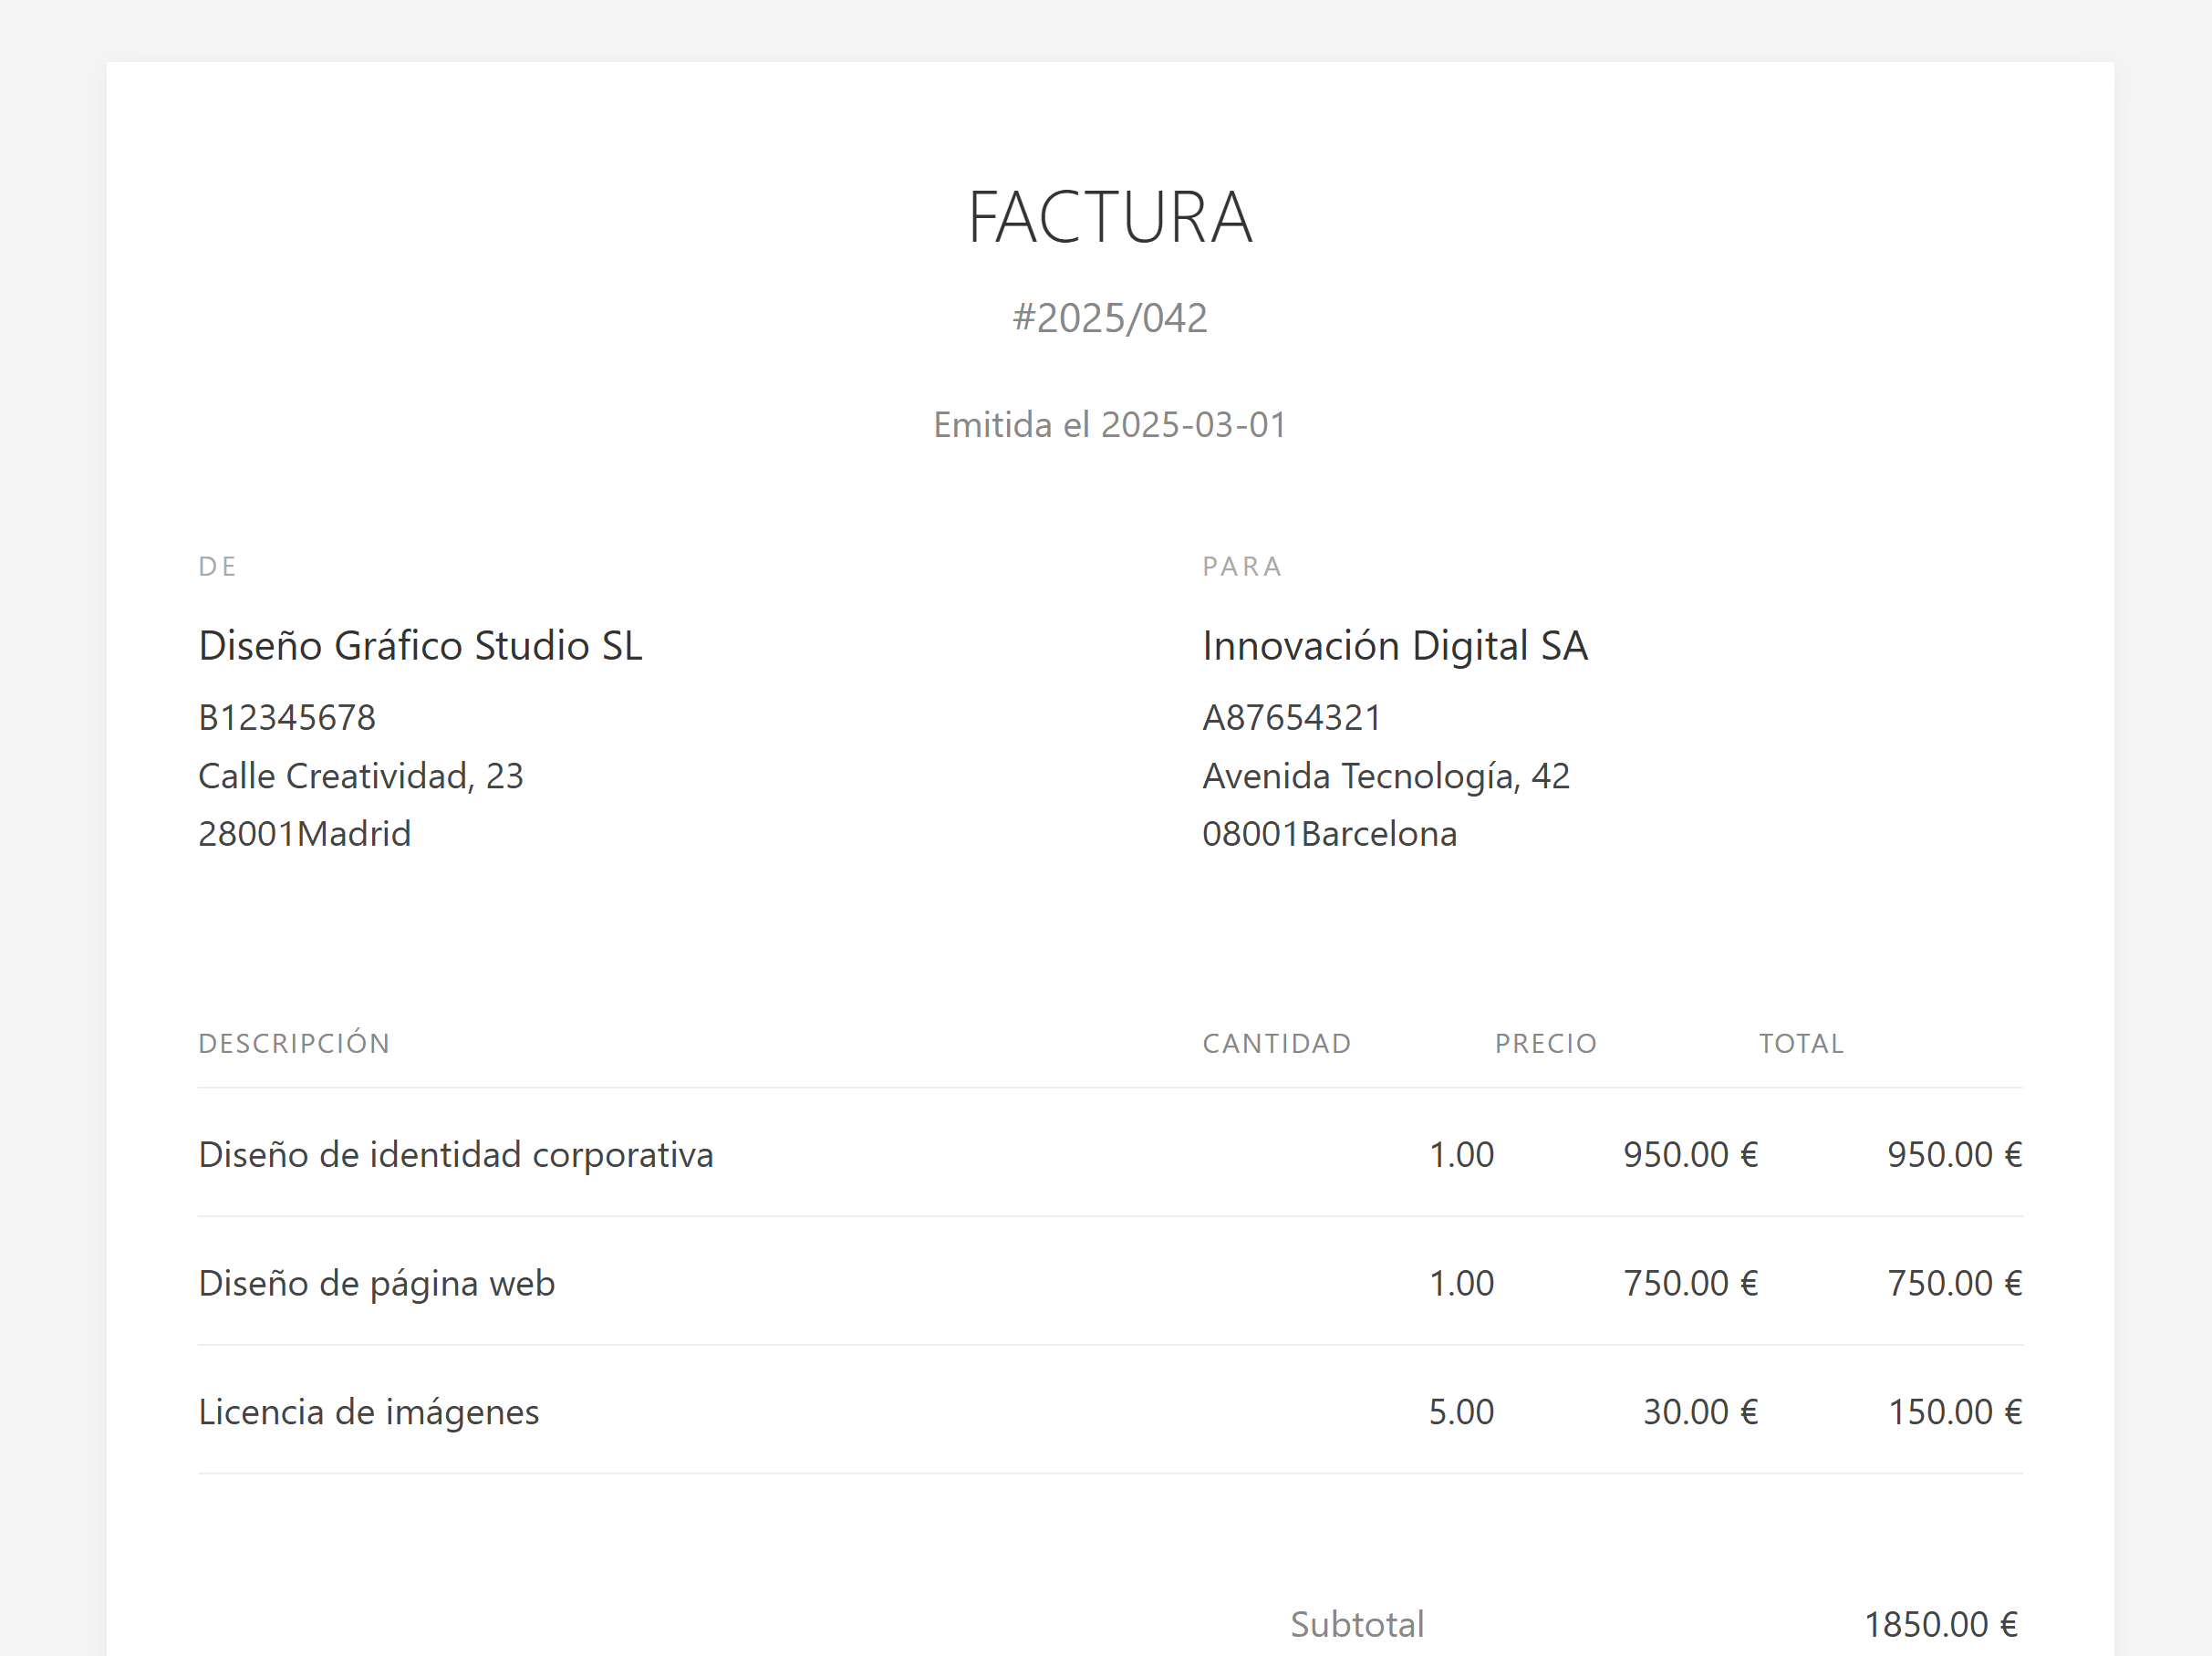 FACTURA
#2025/042
Emitida el 2025-03-01
DE
Diseño Gráfico Studio SL
B12345678
Calle Creatividad, 23
28001Madrid
PARA
Innovación Digital SA
A87654321
Avenida Tecnología, 42
08001Barcelona
DESCRIPCIÓN CANTIDAD PRECIO TOTAL
Diseño de identidad corporativa 1.00 950.00 € 950.00 €
Diseño de página web 1.00 750.00 € 750.00 €
Licencia de imágenes 5.00 30.00 € 150.00 €
Subtotal 1850.00 €